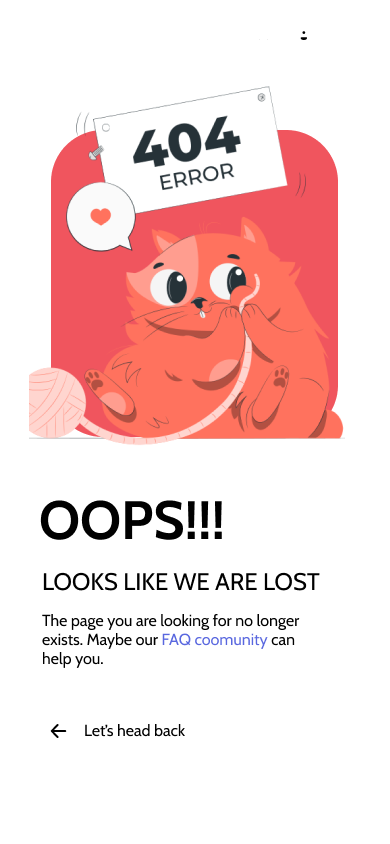 404
ERROR
OOPS!!!
LOOKS LIKE WE ARE LOST
The page you are looking for no longer
exists. Maybe our FAQ coomunity can
help you.
Let's head back